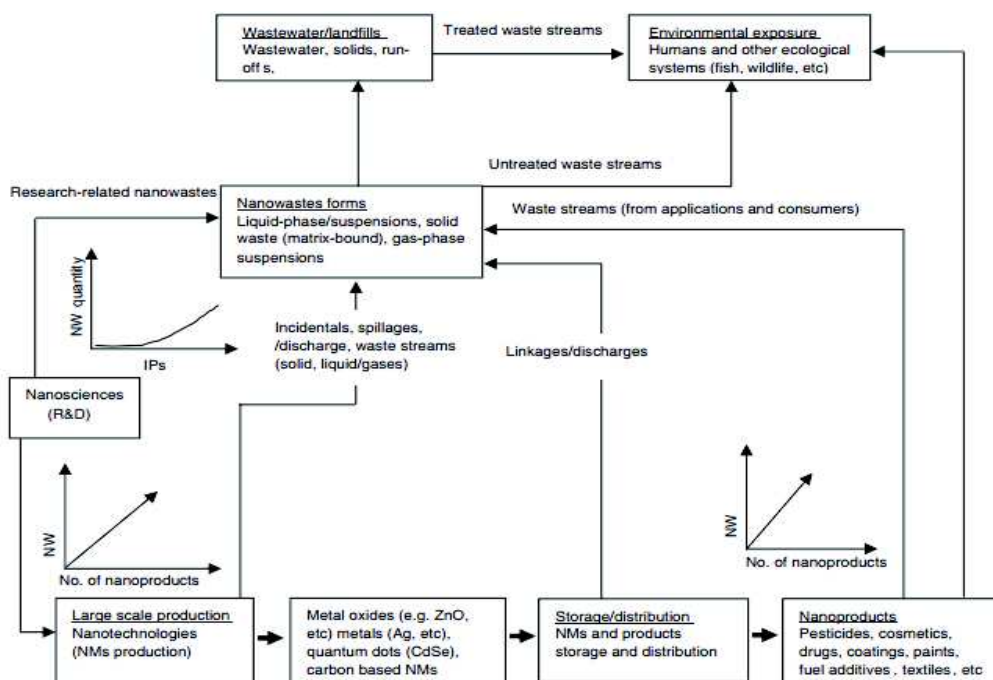 Wastewater/landfills
Wastewater, solids, run-
off s,
Treated waste streams
Environmental exposure
Humans and other ecological
systems (fish, wildlife, etc)
Untreated waste streams
Research-related nanowastes
Nanowastes forms
Liquid-phase/suspensions, solid
waste (matrix-bound), gas-phase
suspensions
Waste streams (from applications and consumers)
NW quantity
IPs
Incidentals, spillages,
/discharge, waste streams
(solid, liquid/gases)
Linkages/discharges
Nanosciences
(R&D)
NW
No. of nanoproducts
NW
No. of nanoproducts
Large scale production
Nanotechnologies
(NMs production)
Metal oxides (e.g. ZnO,
etc) metals (Ag, etc),
quantum dots (CdSe),
carbon based NMs
Storage/distribution
NMs and products
storage and distribution
Nanoproducts
Pesticides, cosmetics,
drugs, coatings, paints,
fuel additives, textiles, etc